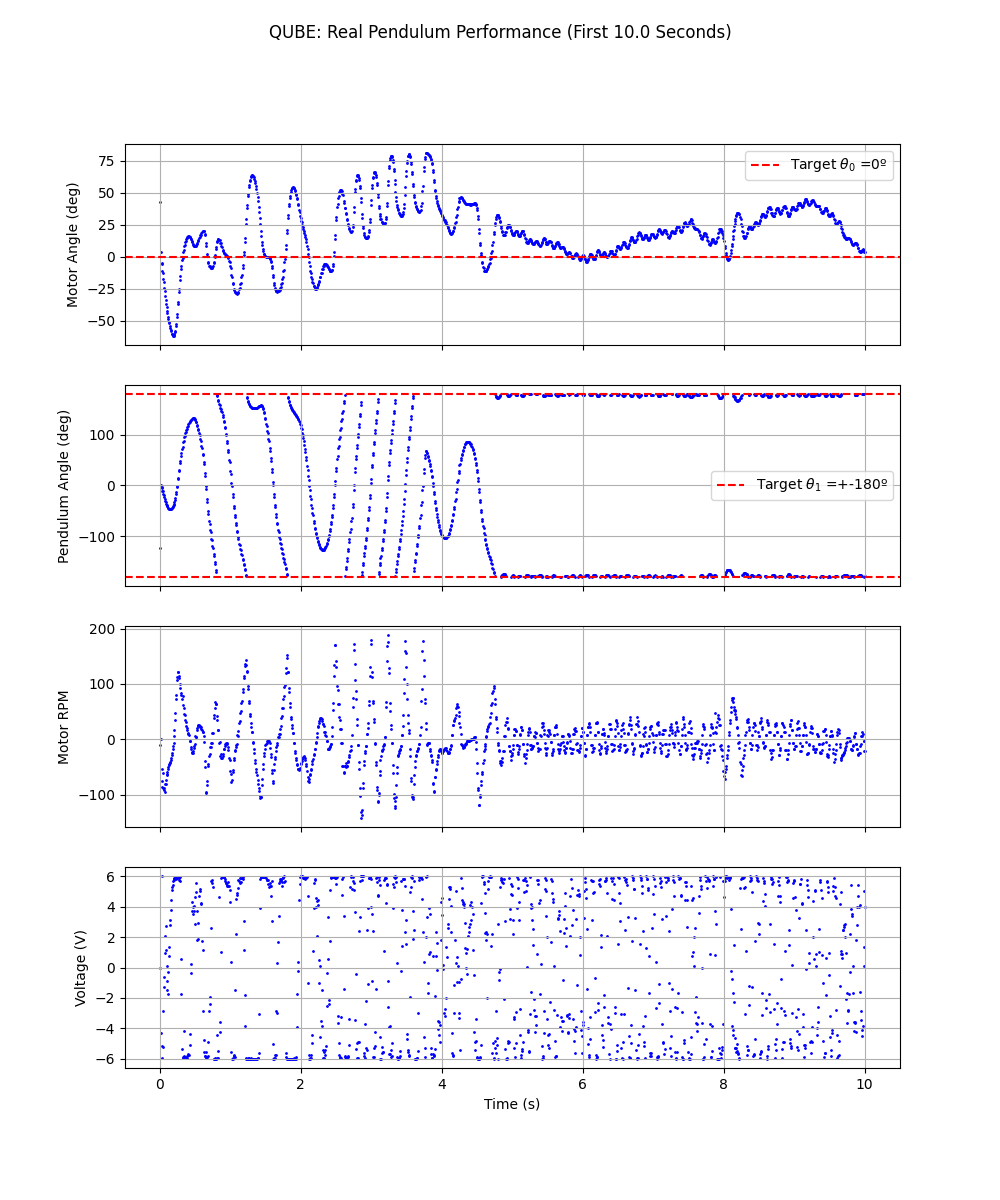 QUBE: Real Pendulum Performance (First 10.0 Seconds)
Motor Angle (deg)
75
50
25
0
−25
−50
Target θ0 =0º
Pendulum Angle (deg)
100
0
−100
Target θ1 =+-180º
Motor RPM
200
100
0
−100
Voltage (V)
6
4
2
0
−2
−4
−6
0 2 4 6 8 10
Time (s)